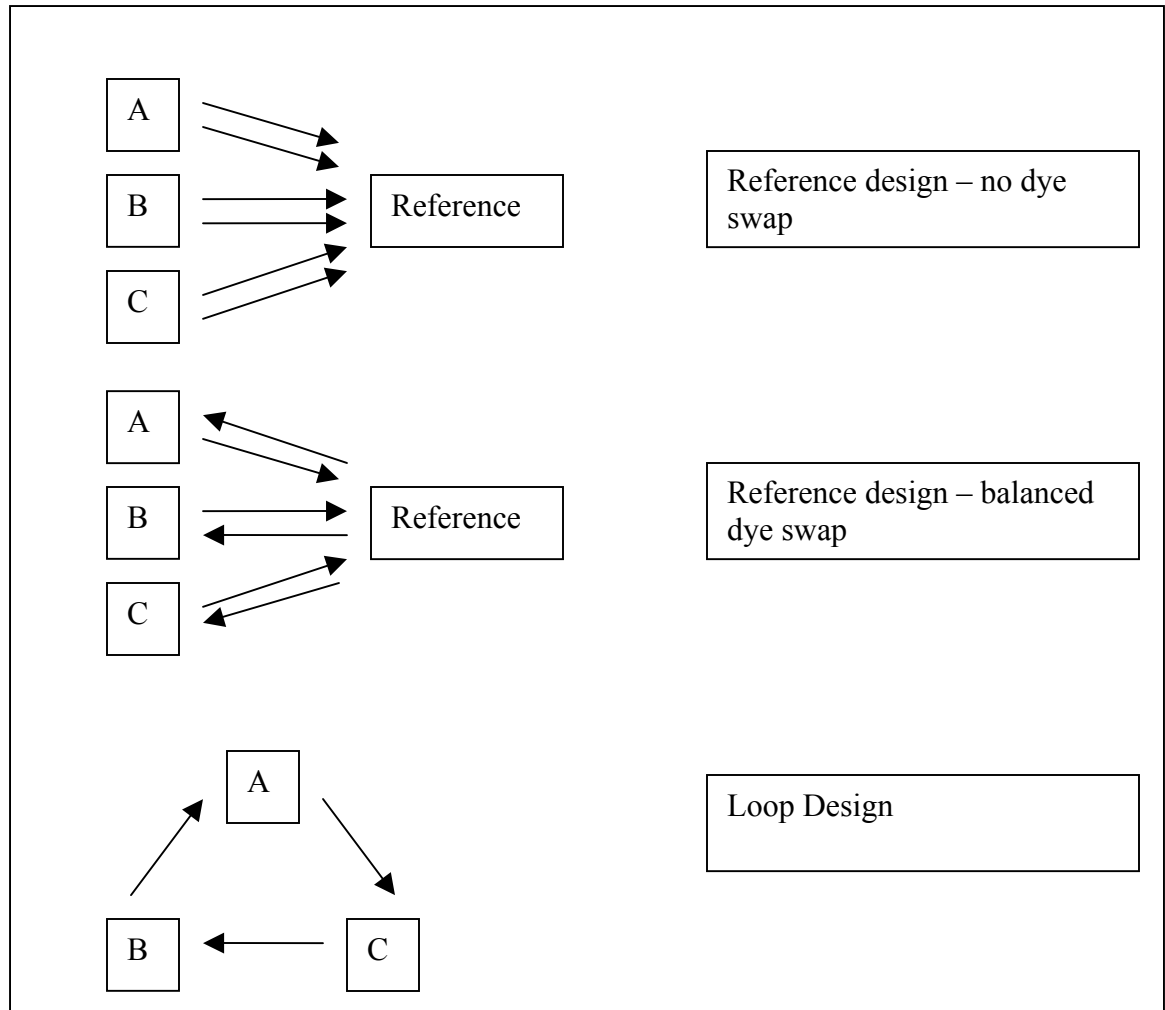 A
B
Reference
C
Reference design – no dye
swap
A
B
Reference
C
Reference design – balanced
dye swap
A
B
C
Loop Design